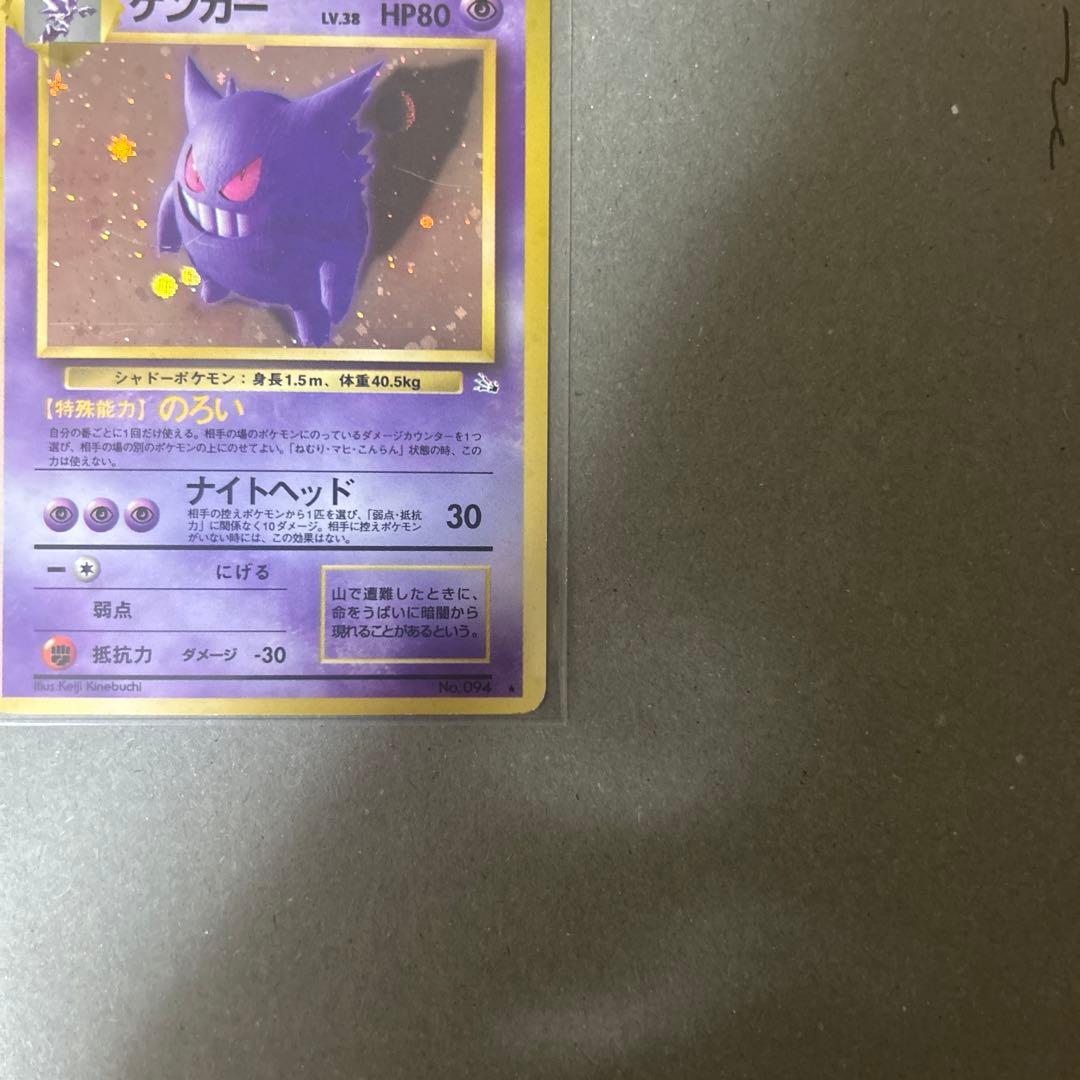 ゲンガー LV.38 HP80
シャドーポケモン：身長1.5m、体重40.5kg
【特殊能力】のろい
自分の番ごとに1回だけ使える。相手の場のポケモンにのっているダメージカウンターを1つ
選び、相手の場の別のポケモンの上にのせてよい。「ねむり・マヒ・こんらん」状態の時、この
力は使えない。
ナイトヘッド
相手の控えポケモンから1匹を選び、「弱点・抵抗
力」に関係なく10ダメージ。相手に控えポケモン
がいない時には、この効果はない。
30
にげる
弱点
抵抗力 ダメージ -30
山で遭難したときに、
命をうばいに暗闇から
現れることがあるという。
Illus.Keiji Kinebuchi
No.094 ★